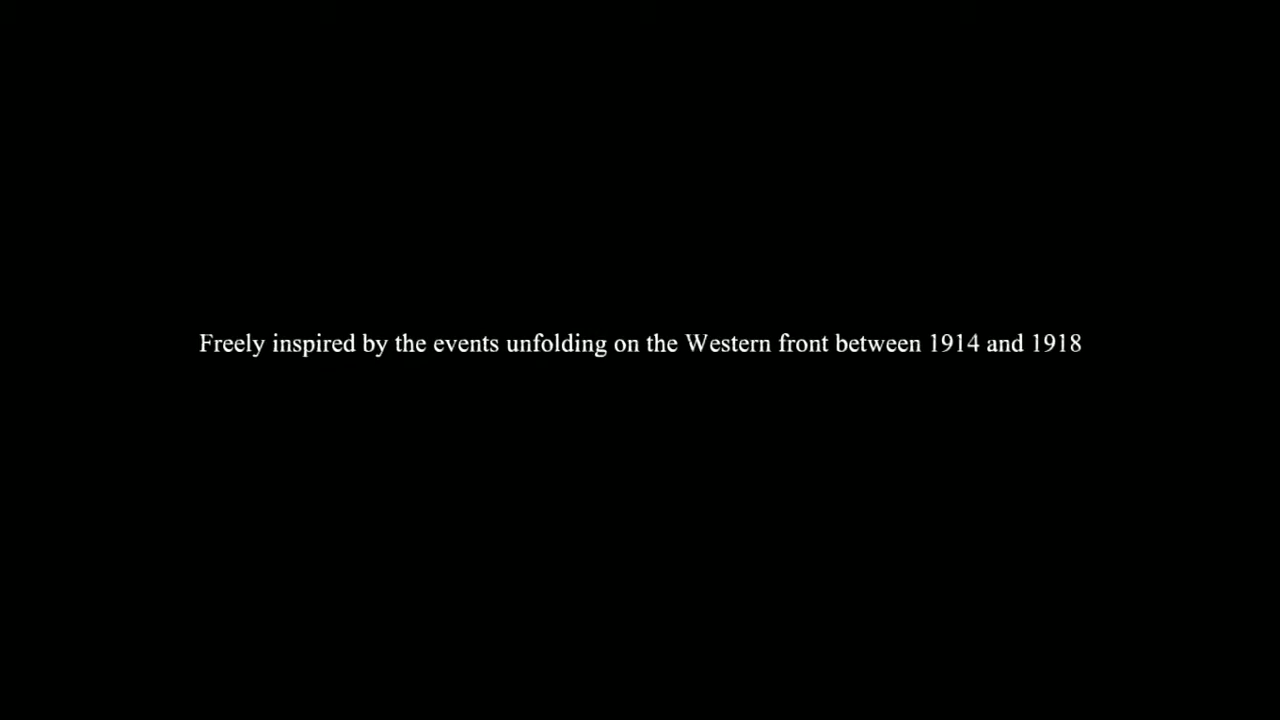 Freely inspired by the events unfolding on the Western front between 1914 and 1918